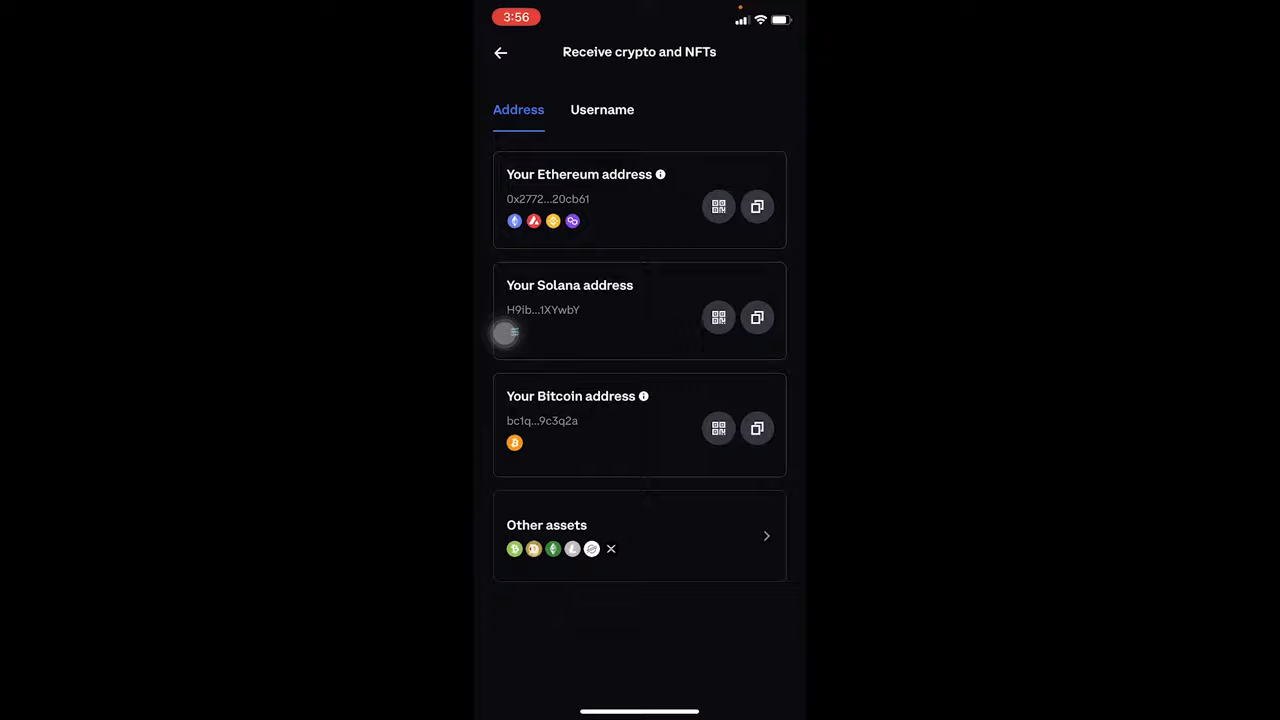 3:56
Receive crypto and NFTs
Address
Username
Your Ethereum address
0x2772...20cb61
Your Solana address
H9ib...1XYwbY
Your Bitcoin address
bc1q...9c3q2a
Other assets